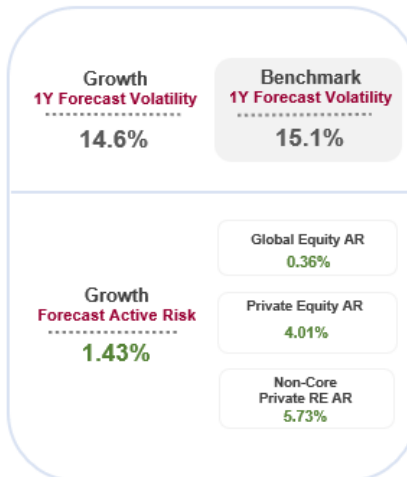 Growth
1Y Forecast Volatility
14.6%
Benchmark
1Y Forecast Volatility
15.1%
Growth
Forecast Active Risk
1.43%
Global Equity AR
0.36%
Private Equity AR
4.01%
Non-Core
Private RE AR
5.73%